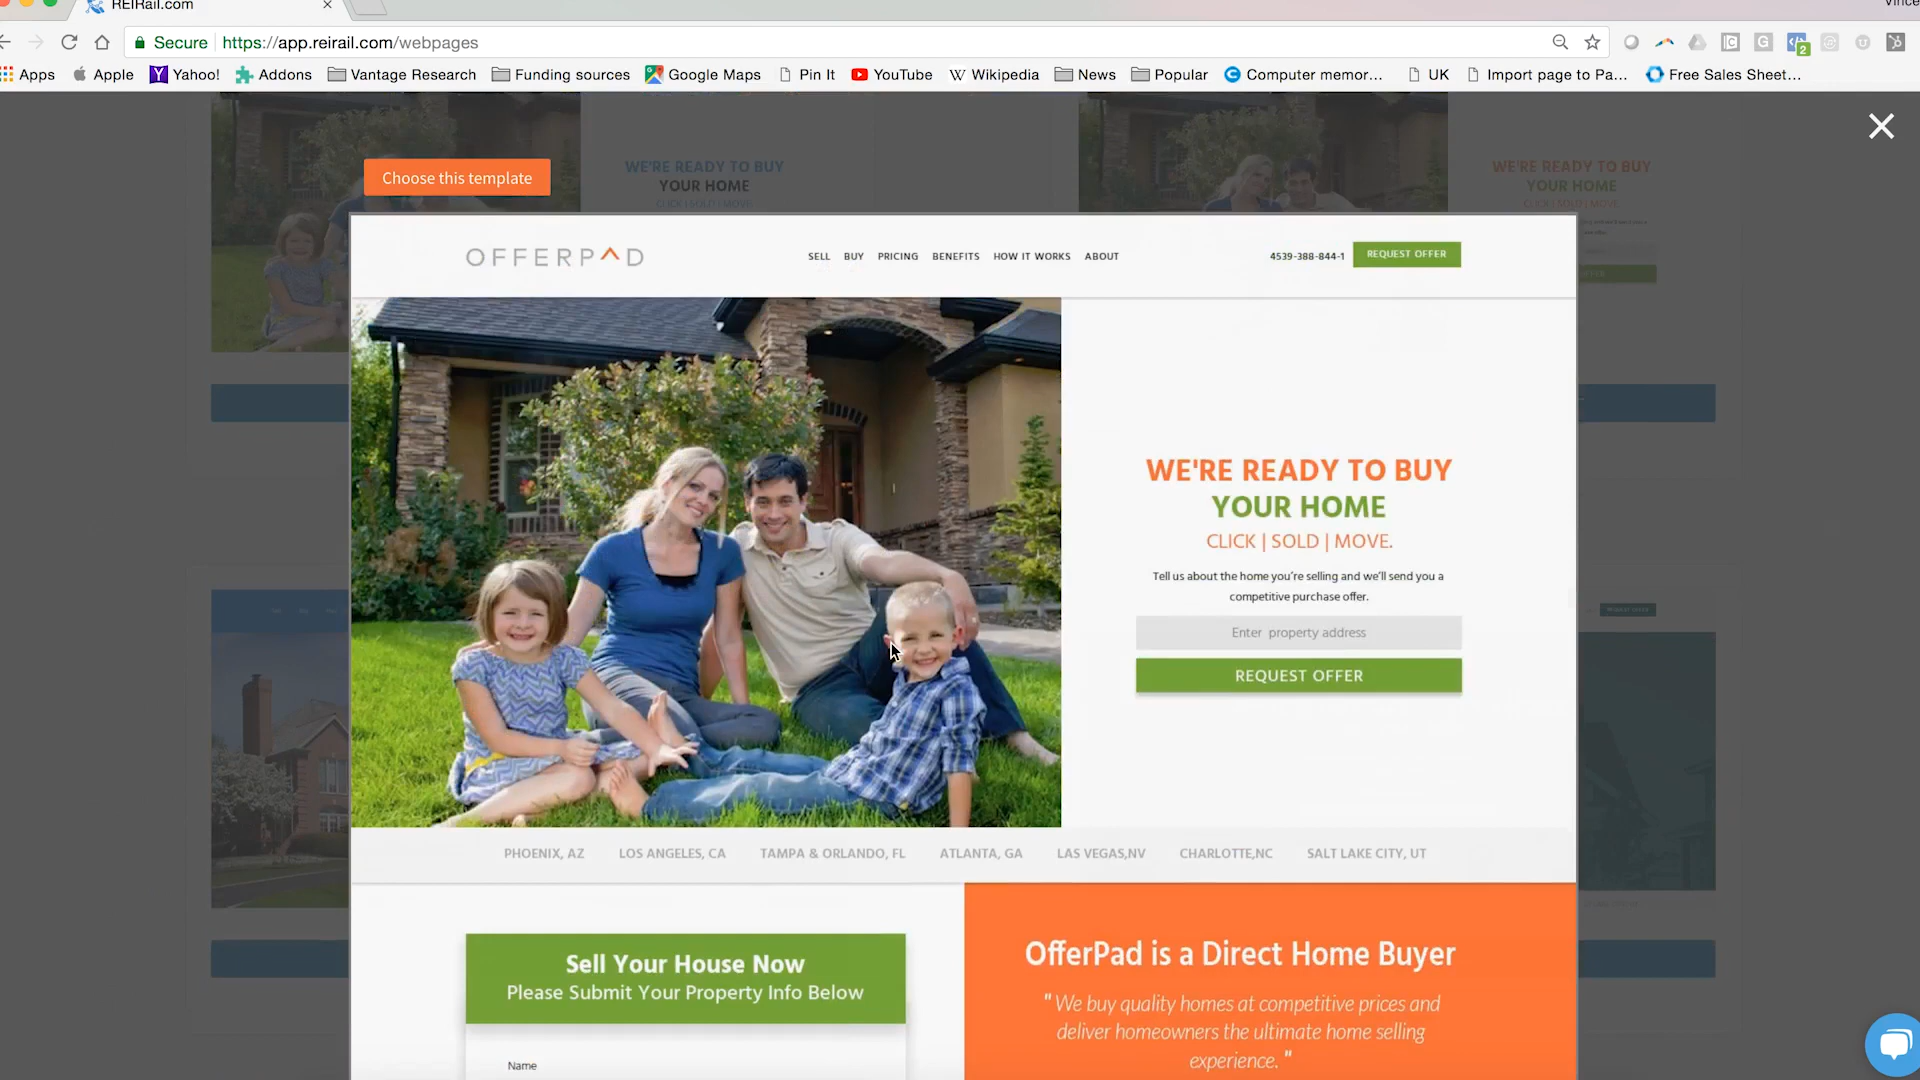 REIRail.com
Vince
Secure https://app.reirail.com/webpages
Apps Apple Yahoo! Addons Vantage Research Funding sources Google Maps Pin It YouTube Wikipedia News Popular Computer memor... UK Import page to Pa... Free Sales Sheet...
WE'RE READY TO BUY
YOUR HOME
CLICK | SOLD | MOVE
WE'RE READY TO BUY
YOUR HOME
CLICK | SOLD | MOVE
Choose this template
OFFERPAD
SELL BUY PRICING BENEFITS HOW IT WORKS ABOUT
4539-388-844-1 REQUEST OFFER
WE'RE READY TO BUY
YOUR HOME
CLICK | SOLD | MOVE.
Tell us about the home you're selling and we'll send you a
competitive purchase offer.
Enter property address
REQUEST OFFER
PHOENIX, AZ LOS ANGELES, CA TAMPA & ORLANDO, FL ATLANTA, GA LAS VEGAS,NV CHARLOTTE,NC SALT LAKE CITY, UT
Sell Your House Now
Please Submit Your Property Info Below
Name
OfferPad is a Direct Home Buyer
" We buy quality homes at competitive prices and
deliver homeowners the ultimate home selling
experience. "